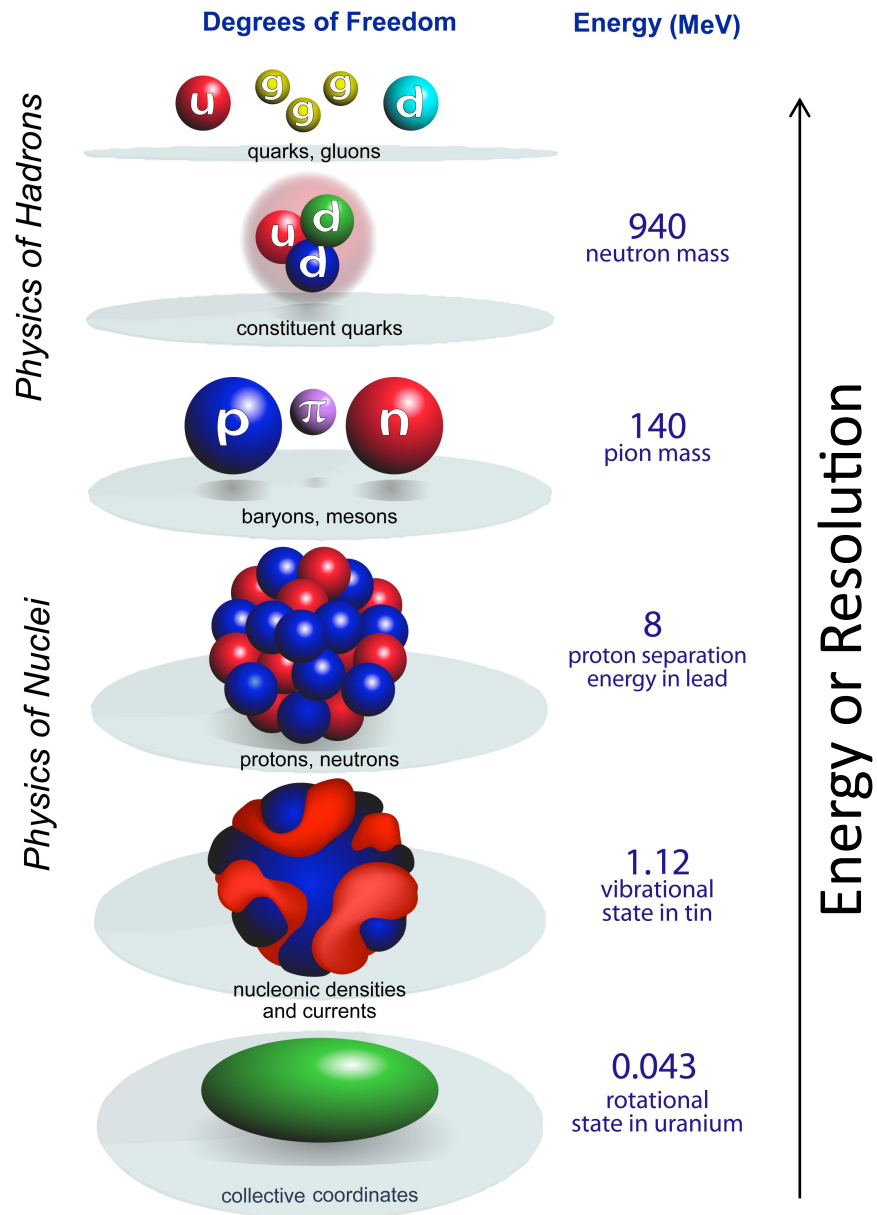 Degrees of Freedom
Energy (MeV)
Physics of Hadrons
u
g
g
g
d
quarks, gluons
u
d
d
constituent quarks
940
neutron mass
p
π
n
baryons, mesons
140
pion mass
Physics of Nuclei
protons, neutrons
8
proton separation
energy in lead
nucleonic densities
and currents
1.12
vibrational
state in tin
collective coordinates
0.043
rotational
state in uranium
Energy or Resolution